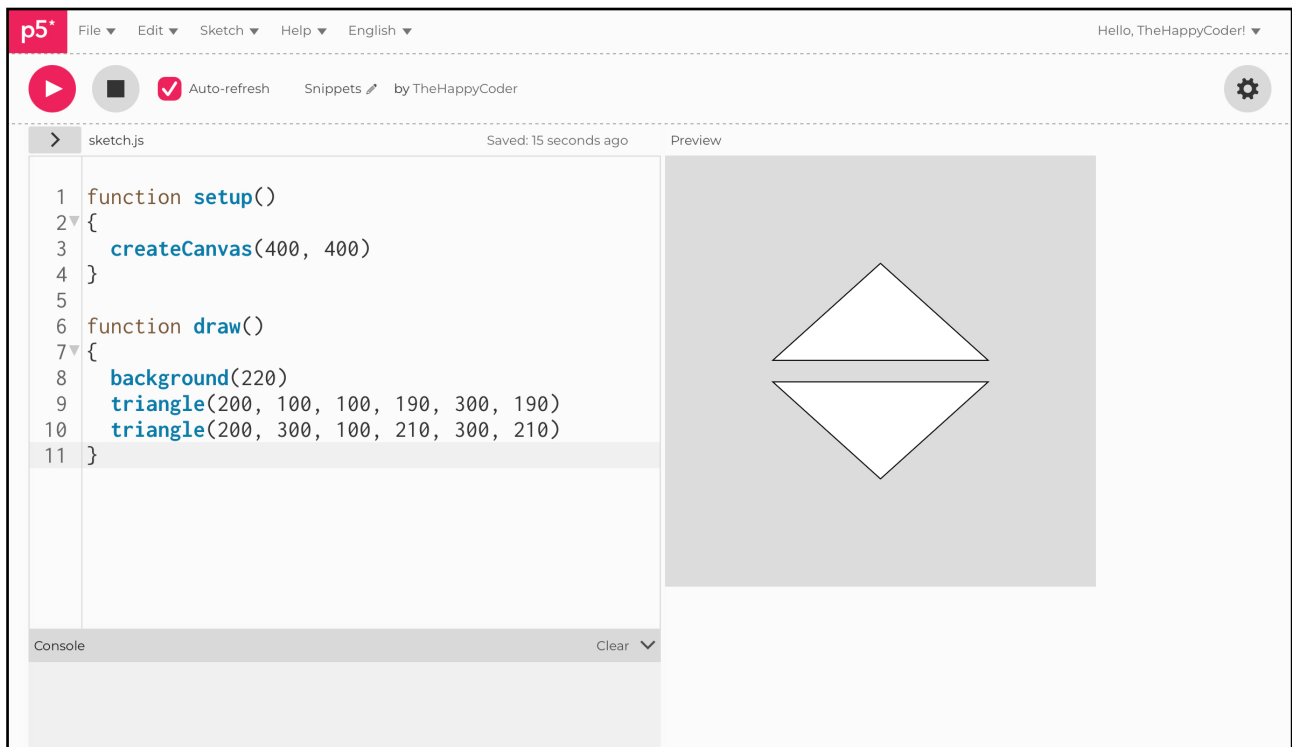 p5* File Edit Sketch Help English Hello, TheHappyCoder!
Auto-refresh Snippets by TheHappyCoder
sketch.js Saved: 15 seconds ago Preview
1 function setup()
2 {
3 createCanvas(400, 400)
4 }
5
6 function draw()
7 {
8 background(220)
9 triangle(200, 100, 100, 190, 300, 190)
10 triangle(200, 300, 100, 210, 300, 210)
11 }
Console Clear